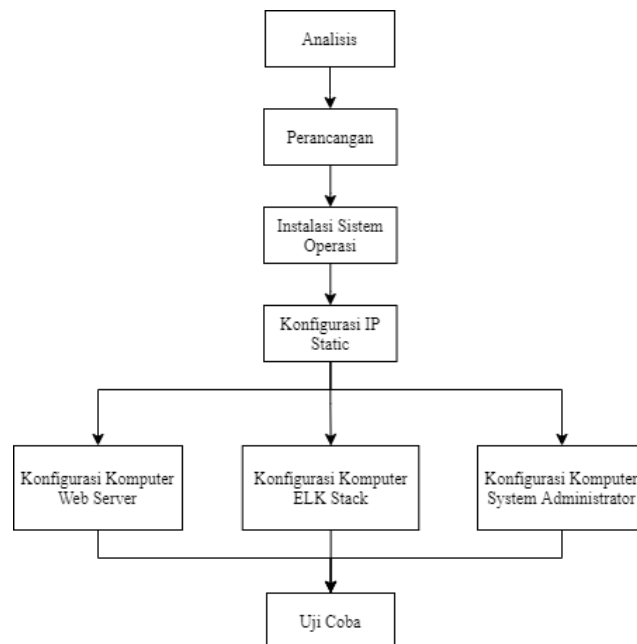 Analisis
Perancangan
Instalasi Sistem
Operasi
Konfigurasi IP
Static
Konfigurasi Komputer
Web Server
Konfigurasi Komputer
ELK Stack
Konfigurasi Komputer
System Administrator
Uji Coba